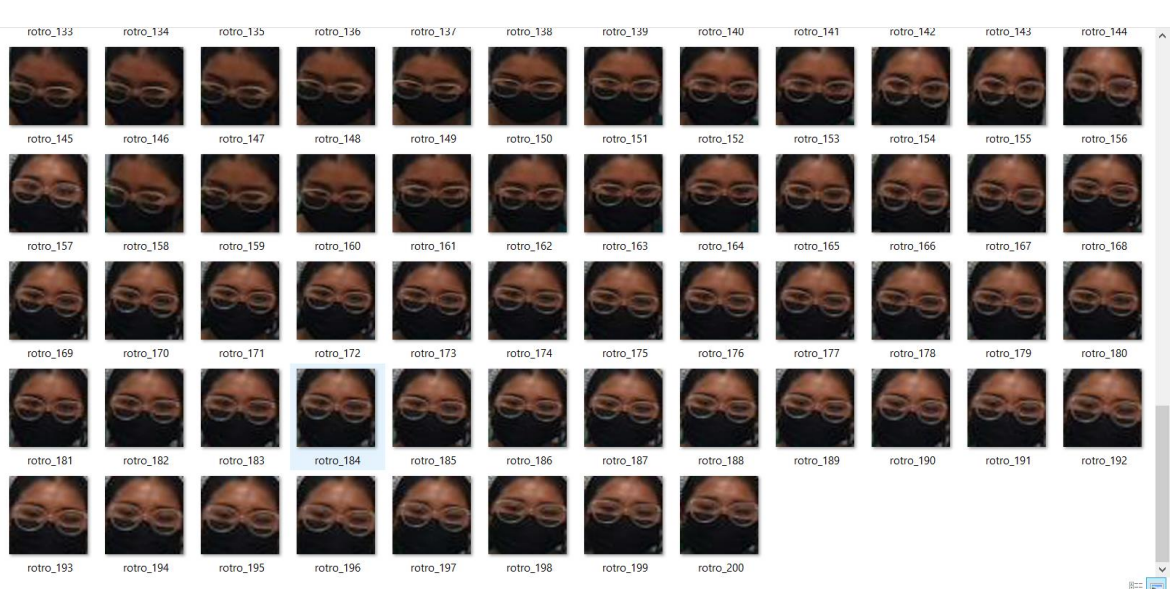 rotro_133 rotro_134 rotro_135 rotro_136 rotro_137 rotro_138 rotro_139 rotro_140 rotro_141 rotro_142 rotro_143 rotro_144
rotro_145 rotro_146 rotro_147 rotro_148 rotro_149 rotro_150 rotro_151 rotro_152 rotro_153 rotro_154 rotro_155 rotro_156
rotro_157 rotro_158 rotro_159 rotro_160 rotro_161 rotro_162 rotro_163 rotro_164 rotro_165 rotro_166 rotro_167 rotro_168
rotro_169 rotro_170 rotro_171 rotro_172 rotro_173 rotro_174 rotro_175 rotro_176 rotro_177 rotro_178 rotro_179 rotro_180
rotro_181 rotro_182 rotro_183 rotro_184 rotro_185 rotro_186 rotro_187 rotro_188 rotro_189 rotro_190 rotro_191 rotro_192
rotro_193 rotro_194 rotro_195 rotro_196 rotro_197 rotro_198 rotro_199 rotro_200